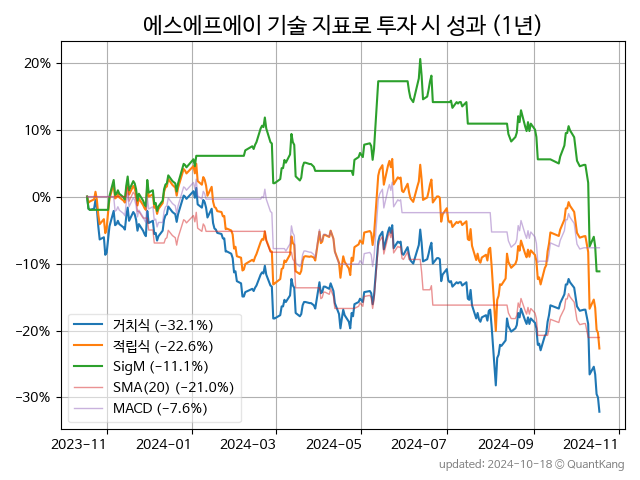 에스에프에이 기술 지표로 투자 시 성과 (1년)
20%
10%
0%
−10%
−20%
−30%
거치식 (−32.1%)
적립식 (−22.6%)
SigM (−11.1%)
SMA(20) (−21.0%)
MACD (−7.6%)
2023−11 2024−01 2024−03 2024−05 2024−07 2024−09 2024−11
updated: 2024-10-18 © QuantKang